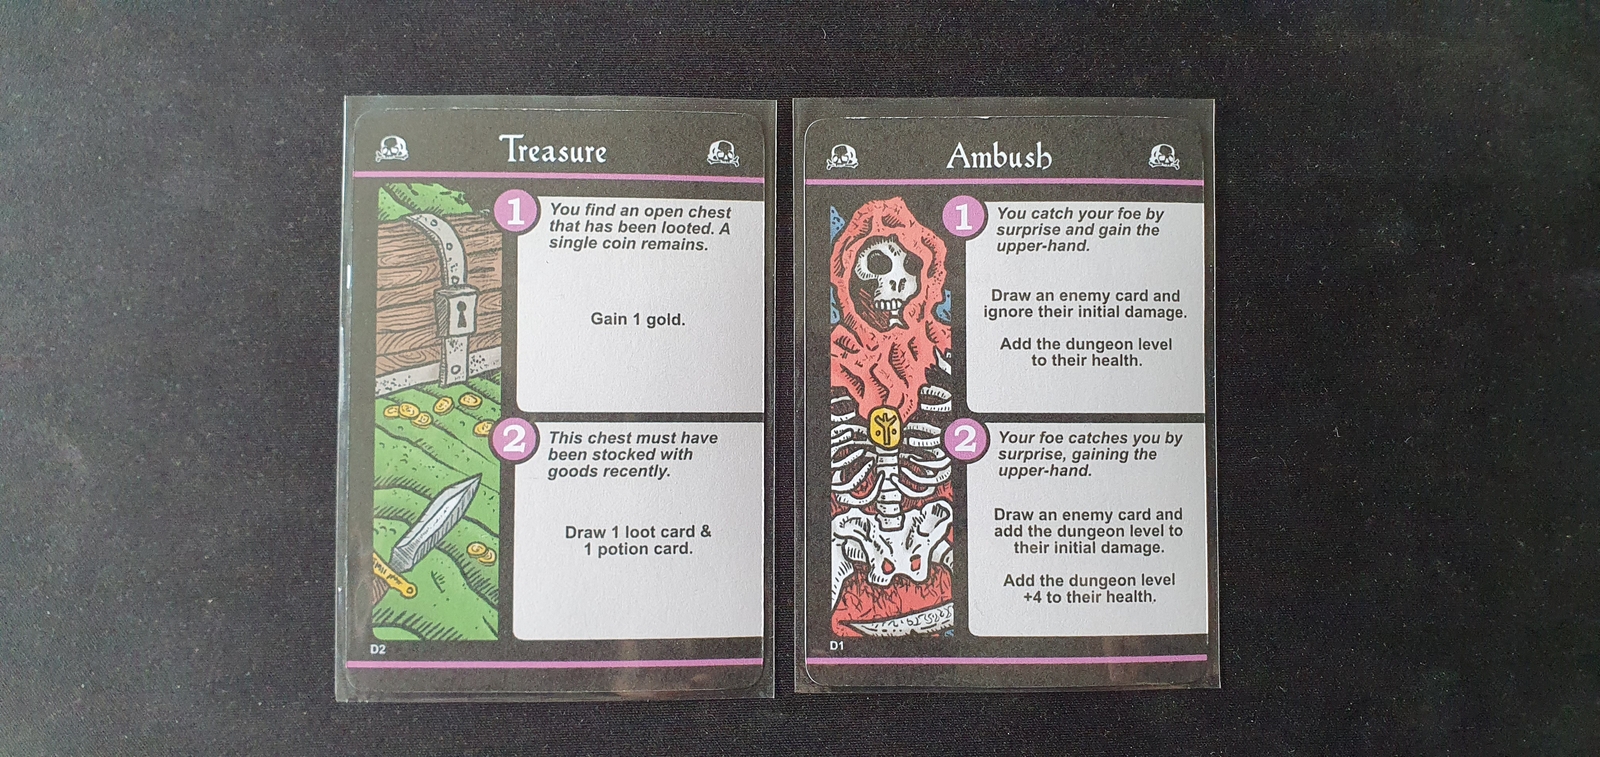 Treasure
1
You find an open chest
that has been looted. A
single coin remains.
Gain 1 gold.
2
This chest must have
been stocked with
goods recently.
Draw 1 loot card &
1 potion card.
D2
Ambush
1
You catch your foe by
surprise and gain the
upper-hand.
Draw an enemy card and
ignore their initial damage.
Add the dungeon level
to their health.
2
Your foe catches you by
surprise, gaining the
upper-hand.
Draw an enemy card and
add the dungeon level to
their initial damage.
Add the dungeon level
+4 to their health.
D1